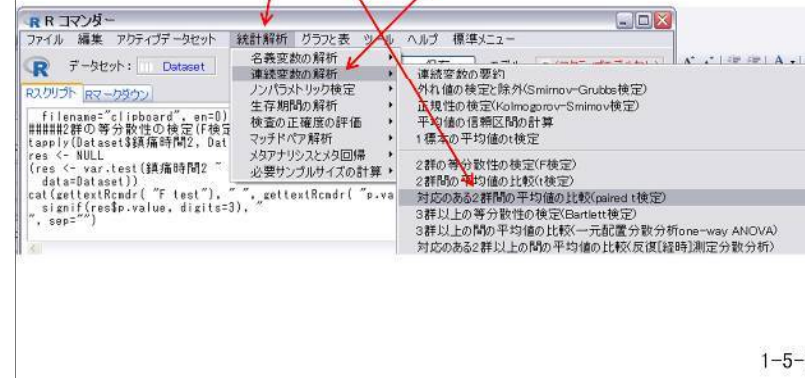 R コマンダー
ファイル 編集 アクティブデータセット 統計解析 グラフと表 ツール ヘルプ 標準メニュー
データセット: Dataset
Rスクリプト Rマークダウン
filename="clipboard", en=0)
#####2群の等分散性の検定(F検定
tapply(Dataset$鎮痛時間2, Dat
res <- NULL
(res <- var.test(鎮痛時間2 ~
data=Dataset))
cat(gettextRcmdr( "F test"), " ", gettextRcmdr( "p.va
signif(res$p.value, digits=3), "
", sep="")
名義変数の解析
連続変数の解析
ノンパラメトリック検定
生存期間の解析
検査の正確度の評価
マッチドペア解析
メタアナリシスとメタ回帰
必要サンプルサイズの計算
連続変数の要約
外れ値の検定と除外(Smirnov-Grubbs検定)
正規性の検定(Kolmogorov-Smirnov検定)
平均値の信頼区間の計算
1標本の平均値のt検定
2群の等分散性の検定(F検定)
2群間の平均値の比較(t検定)
対応のある2群間の平均値の比較(paired t検定)
3群以上の等分散性の検定(Bartlett検定)
3群以上の間の平均値の比較(一元配置分散分析one-way ANOVA)
対応のある2群以上の間の平均値の比較(反復[経時]測定分散分析)
1-5-